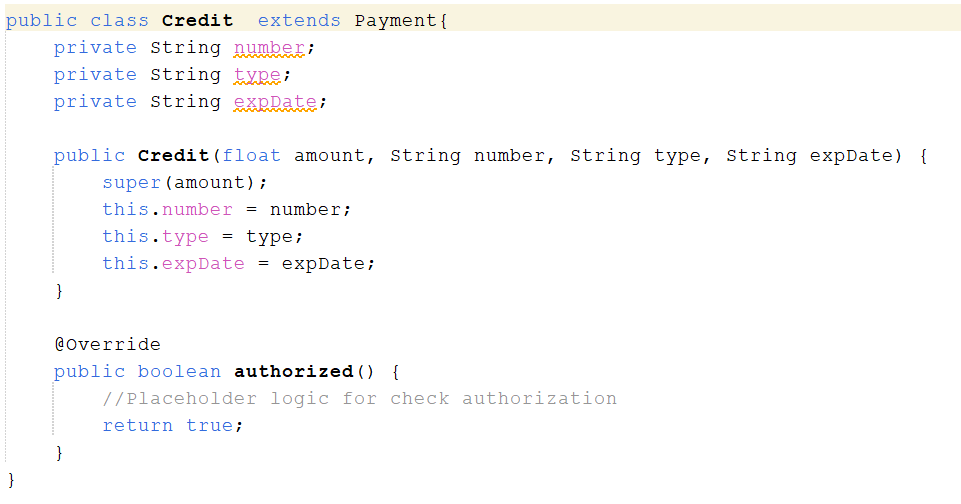 public class Credit  extends Payment{
    private String number;
    private String type;
    private String expDate;

    public Credit(float amount, String number, String type, String expDate) {
        super(amount);
        this.number = number;
        this.type = type;
        this.expDate = expDate;
    }

    @Override
    public boolean authorized() {
        //Placeholder logic for check authorization
        return true;
    }
}